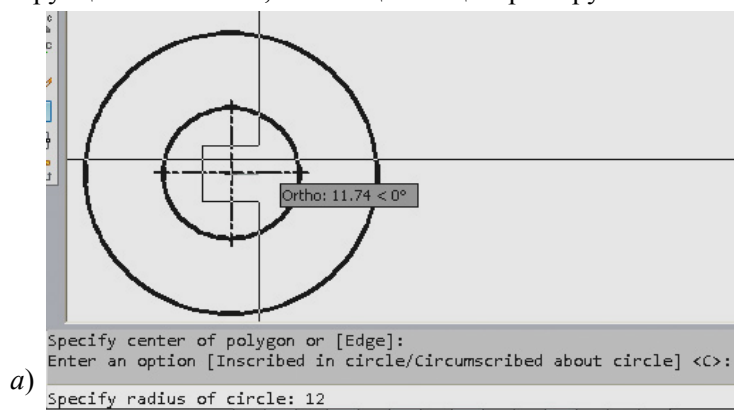 Ortho: 11.74 < 0°
Specify center of polygon or [Edge]:
Enter an option [Inscribed in circle/Circumscribed about circle] <C>:
а)
Specify radius of circle: 12